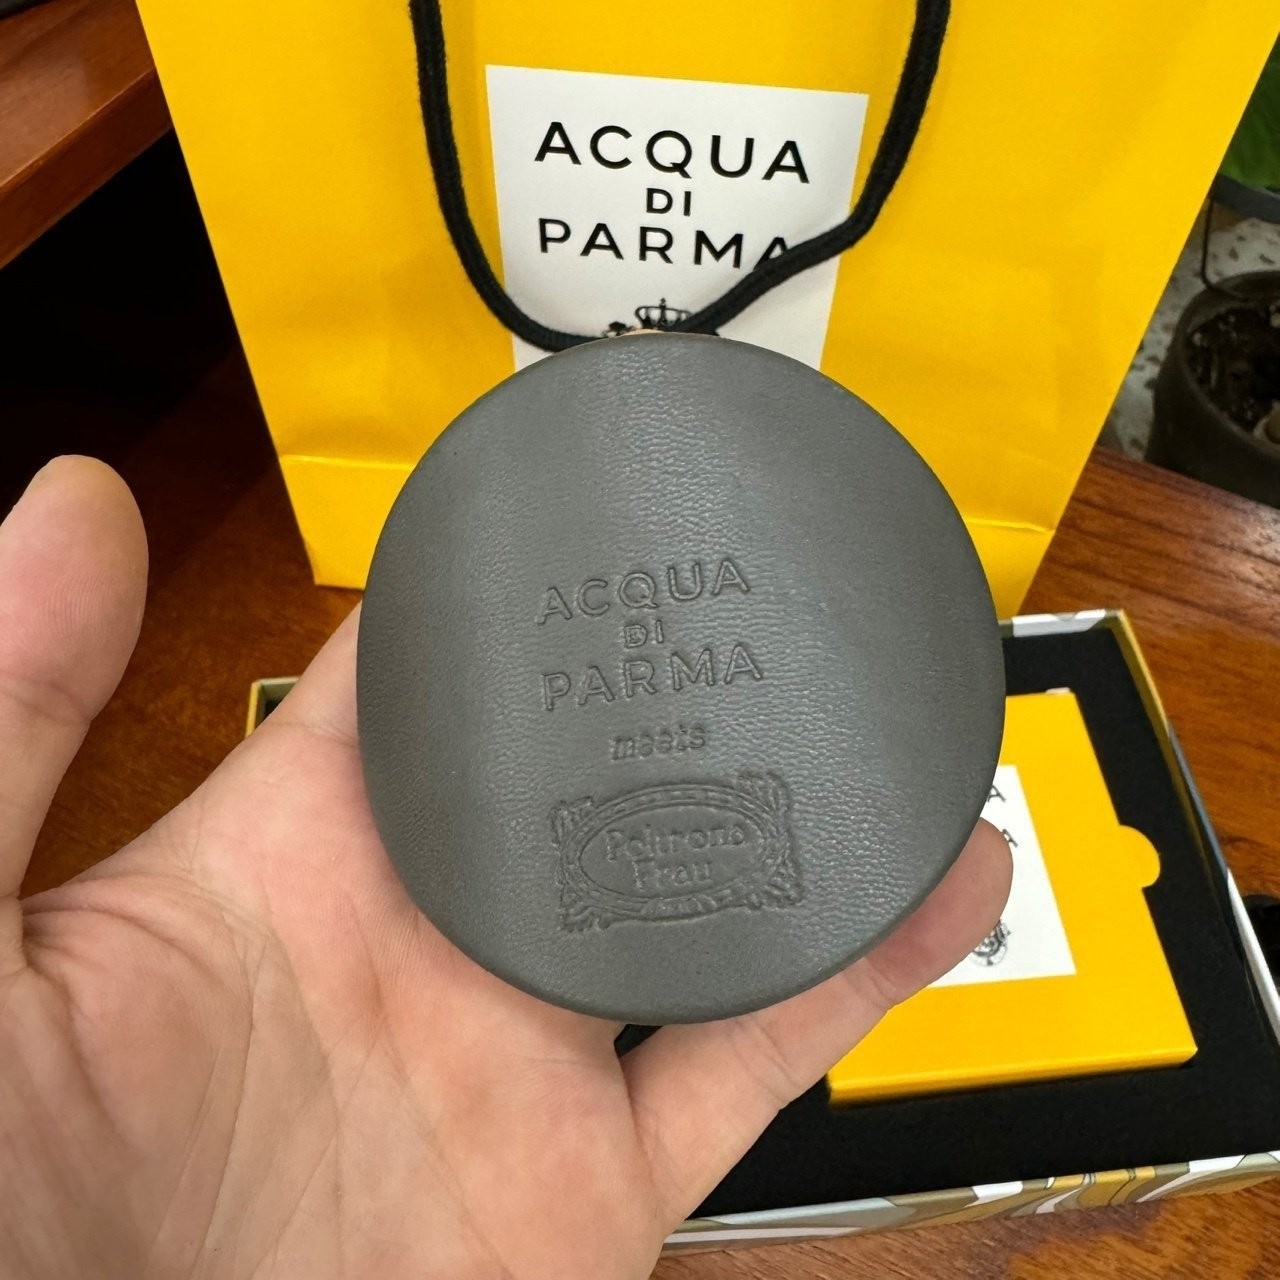 ACQUA
DI
PARMA
ACQUA
DI
PARMA
meets
Poltrona
Frau